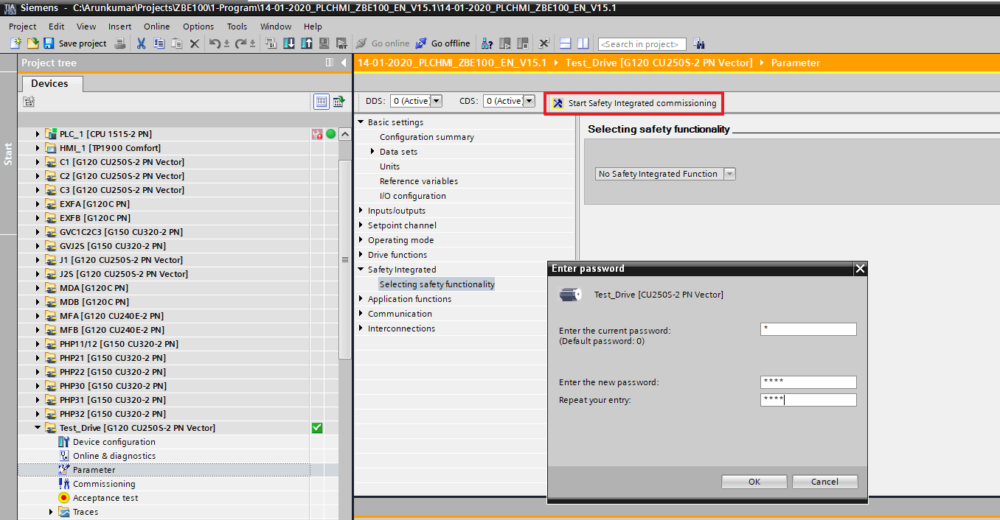 Siemens - C:\Arunkumar\Projects\ZBE100\1-Program\14-01-2020_PLCHMI_ZBE100_EN_V15.1\14-01-2020_PLCHMI_ZBE100_EN_V15.1
Project Edit View Insert Online Options Tools Window Help
Save project Go online Go offline <Search in project>
Project tree
14-01-2020_PLCHMI_ZBE100_EN_V15.1 Test_Drive [G120 CU250S-2 PN Vector] Parameter
Devices
Start
PLC_1 [CPU 1515-2 PN]
HMI_1 [TP1900 Comfort]
C1 [G120 CU250S-2 PN Vector]
C2 [G120 CU250S-2 PN Vector]
C3 [G120 CU250S-2 PN Vector]
EXFA [G120C PN]
EXFB [G120C PN]
GVC1C2C3 [G150 CU320-2 PN]
GVJ2S [G150 CU320-2 PN]
J1 [G120 CU250S-2 PN Vector]
J2S [G120 CU250S-2 PN Vector]
MDA [G120C PN]
MDB [G120C PN]
MFA [G120 CU240E-2 PN]
MFB [G120 CU240E-2 PN]
PHP11/12 [G150 CU320-2 PN]
PHP21 [G150 CU320-2 PN]
PHP22 [G150 CU320-2 PN]
PHP30 [G150 CU320-2 PN]
PHP31 [G150 CU320-2 PN]
PHP32 [G150 CU320-2 PN]
Test_Drive [G120 CU250S-2 PN Vector]
Device configuration
Online & diagnostics
Parameter
Commissioning
Acceptance test
Traces
DDS: 0 (Active) CDS: 0 (Active) Start Safety Integrated commissioning
Basic settings
Configuration summary
Data sets
Units
Reference variables
I/O configuration
Inputs/outputs
Setpoint channel
Operating mode
Drive functions
Safety Integrated
Selecting safety functionality
Application functions
Communication
Interconnections
Selecting safety functionality
No Safety Integrated Function
Enter password
Test_Drive [CU250S-2 PN Vector]
Enter the current password: *
(Default password: 0)
Enter the new password: ****
Repeat your entry: ****
OK Cancel